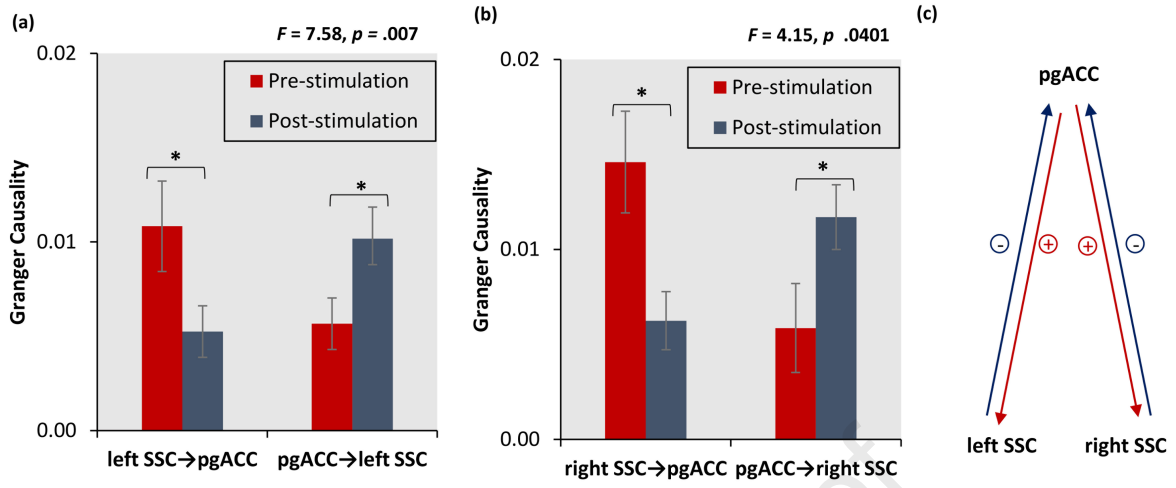 (a)
F = 7.58, p = .007
0.02
0.01
0.00
Granger Causality
Pre-stimulation
Post-stimulation
*
*
left SSC→pgACC
pgACC→left SSC
(b)
F = 4.15, p .0401
0.02
0.01
0.00
Granger Causality
Pre-stimulation
Post-stimulation
*
*
right SSC→pgACC
pgACC→right SSC
(c)
pgACC
- + + -
left SSC
right SSC